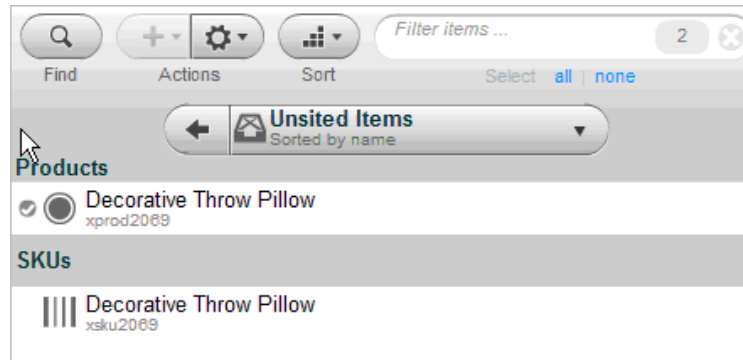 Filter items ...
2
Find
Actions
Sort
Select all | none
Unsited Items
Sorted by name
Products
Decorative Throw Pillow
xprod2069
SKUs
Decorative Throw Pillow
xsku2069